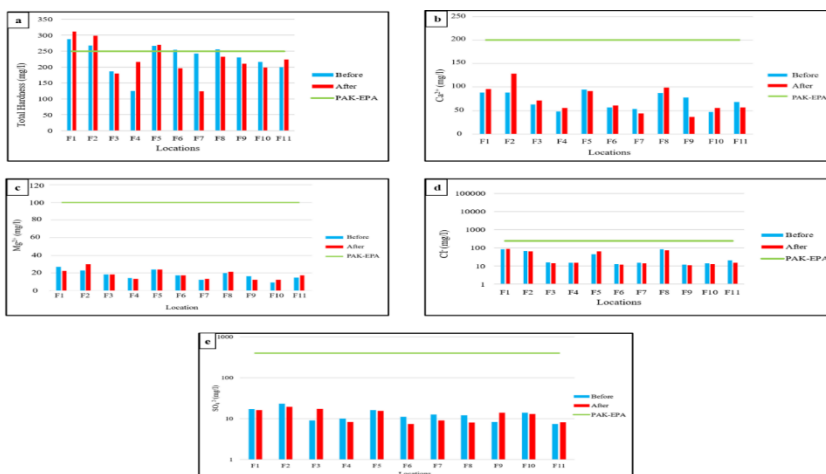 a
350
300
250
200
150
100
50
0
Total Hardness (mg/l)
F1 F2 F3 F4 F5 F6 F7 F8 F9 F10 F11
Locations
Before
After
PAK-EPA
b
250
200
150
100
50
0
Ca²⁺ (mg/l)
F1 F2 F3 F4 F5 F6 F7 F8 F9 F10 F11
Locations
Before
After
PAK-EPA
c
120
100
80
60
40
20
0
Mg²⁺ (mg/l)
F1 F2 F3 F4 F5 F6 F7 F8 F9 F10 F11
Location
Before
After
PAK-EPA
d
100000
10000
1000
100
10
1
Cl⁻(mg/l)
F1 F2 F3 F4 F5 F6 F7 F8 F9 F10 F11
Locations
Before
After
PAK-EPA
e
1000
100
10
1
SO₄²⁻(mg/l)
F1 F2 F3 F4 F5 F6 F7 F8 F9 F10 F11
Locations
Before
After
PAK-EPA